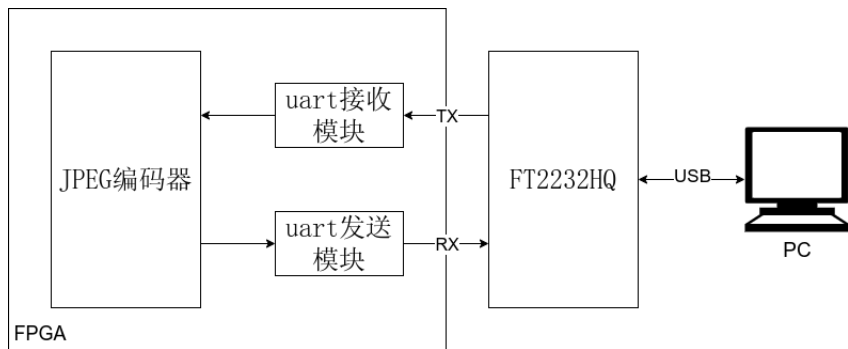 uart接收
模块
TX
JPEG编码器
FT2232HQ
USB
uart发送
模块
RX
PC
FPGA